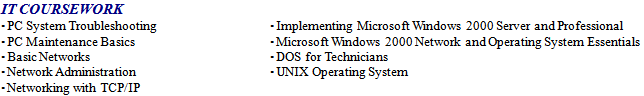 IT COURSEWORK
- PC System Troubleshooting
- PC Maintenance Basics
- Basic Networks
- Network Administration
- Networking with TCP/IP
- Implementing Microsoft Windows 2000 Server and Professional
- Microsoft Windows 2000 Network and Operating System Essentials
- DOS for Technicians
- UNIX Operating System